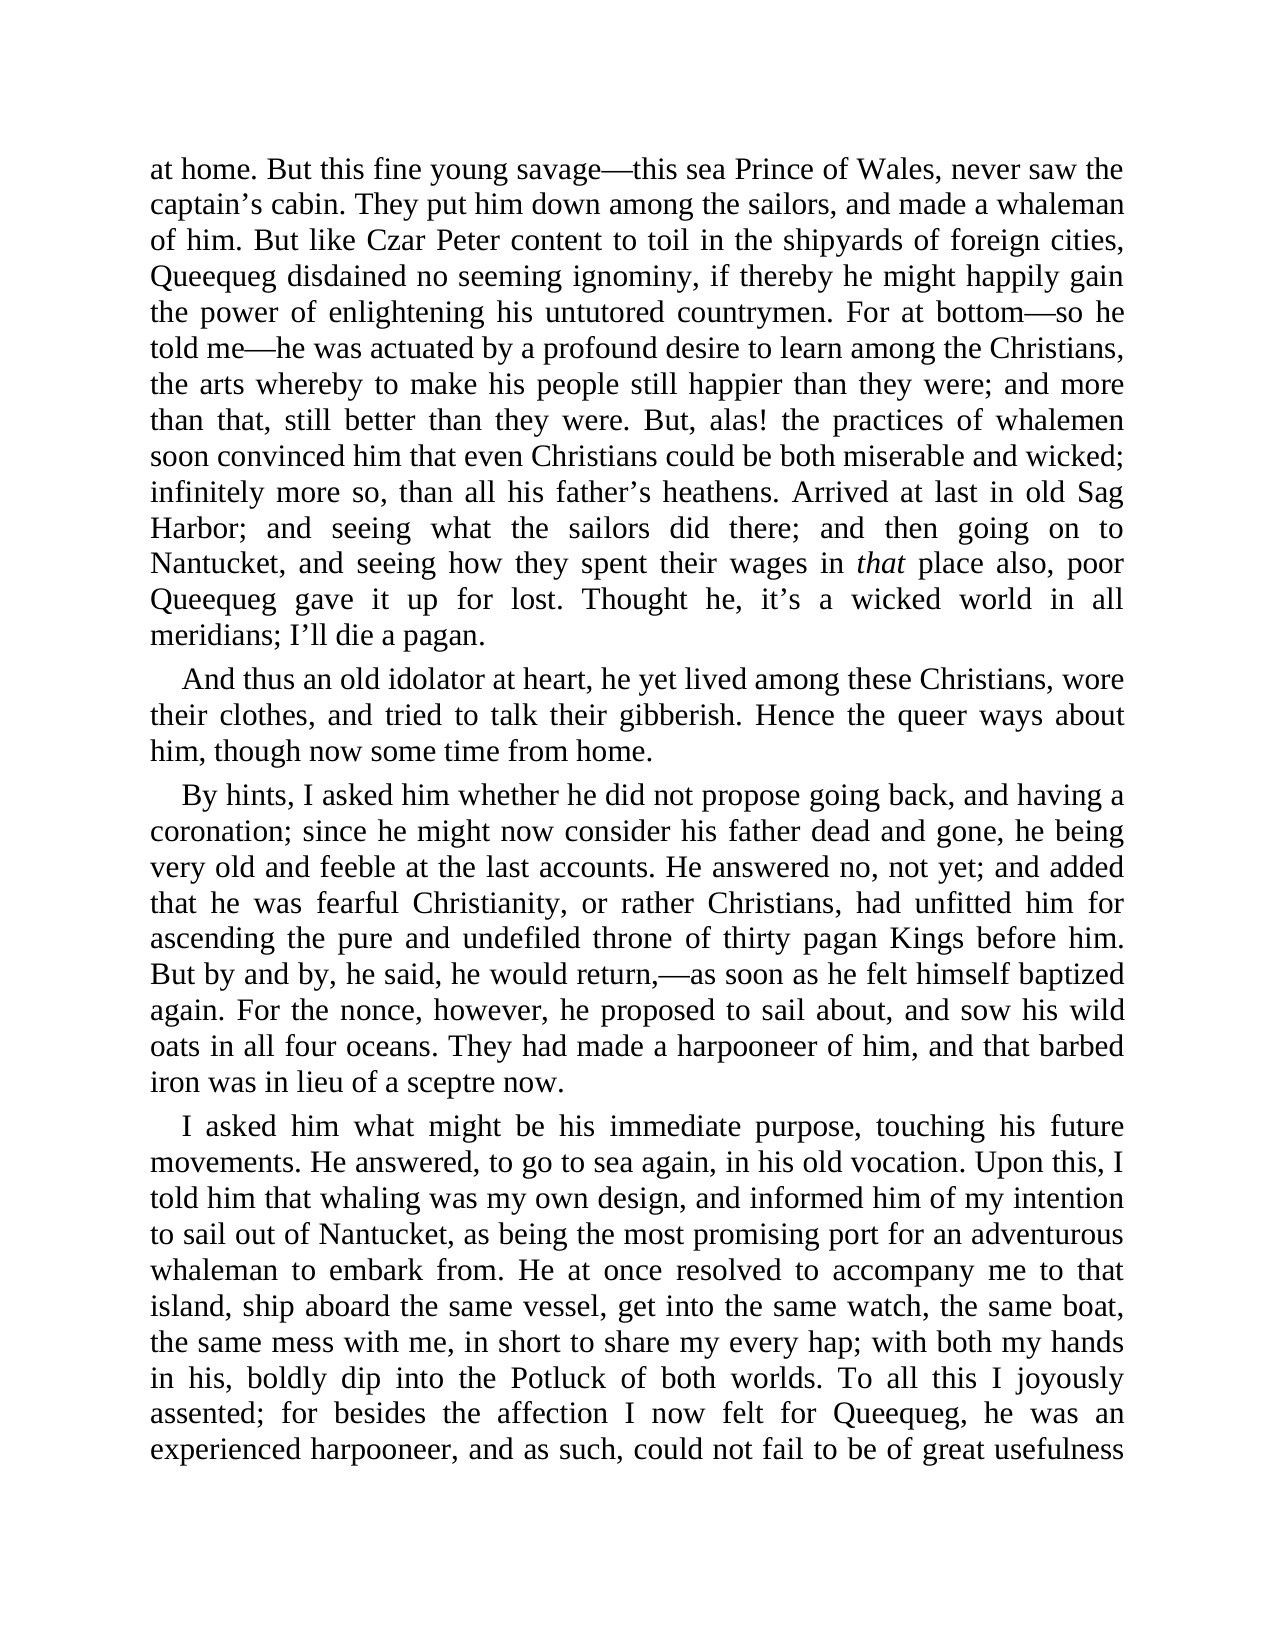 at home. But this fine young savage—this sea Prince of Wales, never saw the
captain’s cabin. They put him down among the sailors, and made a whaleman
of him. But like Czar Peter content to toil in the shipyards of foreign cities,
Queequeg disdained no seeming ignominy, if thereby he might happily gain
the power of enlightening his untutored countrymen. For at bottom—so he
told me—he was actuated by a profound desire to learn among the Christians,
the arts whereby to make his people still happier than they were; and more
than that, still better than they were. But, alas! the practices of whalemen
soon convinced him that even Christians could be both miserable and wicked;
infinitely more so, than all his father’s heathens. Arrived at last in old Sag
Harbor; and seeing what the sailors did there; and then going on to
Nantucket, and seeing how they spent their wages in that place also, poor
Queequeg gave it up for lost. Thought he, it’s a wicked world in all
meridians; I’ll die a pagan.
And thus an old idolator at heart, he yet lived among these Christians, wore
their clothes, and tried to talk their gibberish. Hence the queer ways about
him, though now some time from home.
By hints, I asked him whether he did not propose going back, and having a
coronation; since he might now consider his father dead and gone, he being
very old and feeble at the last accounts. He answered no, not yet; and added
that he was fearful Christianity, or rather Christians, had unfitted him for
ascending the pure and undefiled throne of thirty pagan Kings before him.
But by and by, he said, he would return,—as soon as he felt himself baptized
again. For the nonce, however, he proposed to sail about, and sow his wild
oats in all four oceans. They had made a harpooneer of him, and that barbed
iron was in lieu of a sceptre now.
I asked him what might be his immediate purpose, touching his future
movements. He answered, to go to sea again, in his old vocation. Upon this, I
told him that whaling was my own design, and informed him of my intention
to sail out of Nantucket, as being the most promising port for an adventurous
whaleman to embark from. He at once resolved to accompany me to that
island, ship aboard the same vessel, get into the same watch, the same boat,
the same mess with me, in short to share my every hap; with both my hands
in his, boldly dip into the Potluck of both worlds. To all this I joyously
assented; for besides the affection I now felt for Queequeg, he was an
experienced harpooneer, and as such, could not fail to be of great usefulness